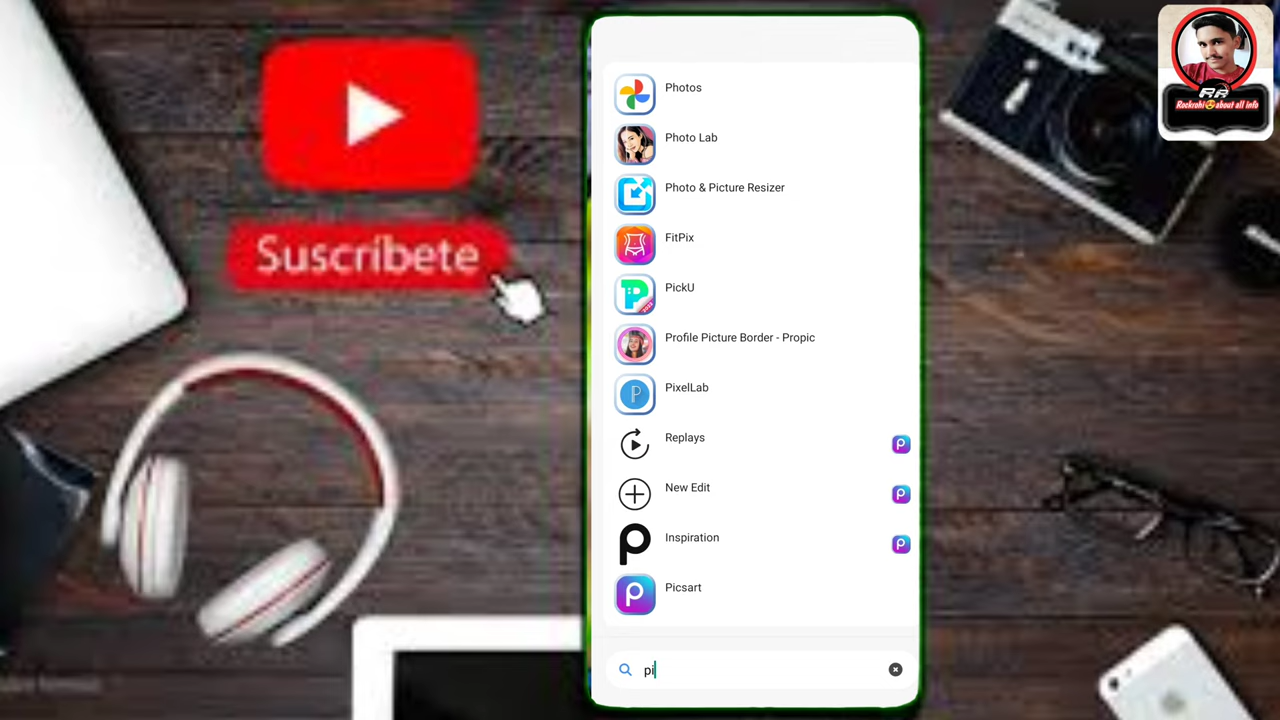 Suscribete
Photos
Photo Lab
Photo & Picture Resizer
FitPix
PickU
Profile Picture Border - Propic
PixelLab
Replays
New Edit
Inspiration
Picsart
pi
RR
Rockrohi😍about all info